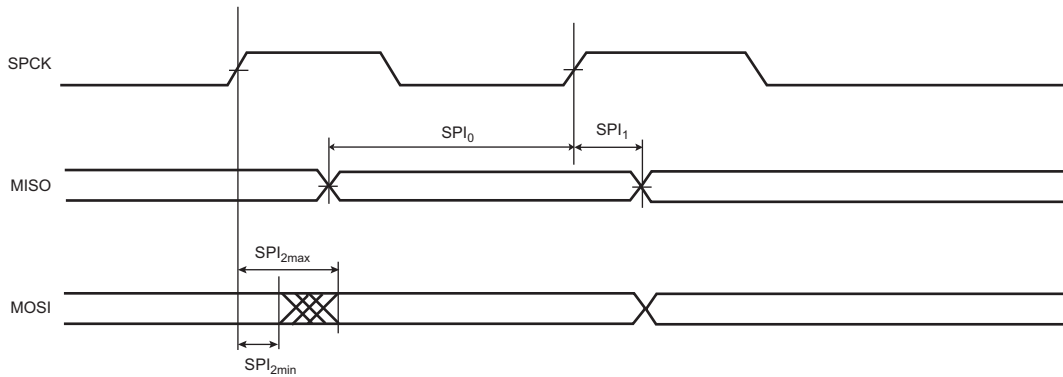 SPCK
SPI₀
SPI₁
MISO
SPI₂ₘₐₓ
MOSI
SPI₂ₘᵢₙ